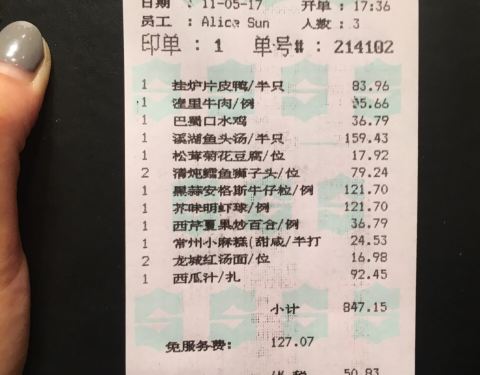 日期 : 11-05-17 开单 : 17:36
员工 : Alice Sun 人数 : 3
印单 : 1 单号# : 214102
1 挂炉片皮鸭/半只 83.96
1 里牛肉/例 35.66
1 巴蜀口水鸡 36.79
1 溪湖鱼头汤/半只 159.43
1 松茸菊花豆腐/位 17.92
2 清炖鳕鱼狮子头/位 79.24
1 黑蒜安格斯牛仔粒/例 121.70
1 芥味明虾球/例 121.70
1 西芹夏果炒百合/例 36.79
1 常州小麻糕(甜咸/半打 24.53
2 龙城红汤面/位 16.98
1 西瓜汁/扎 92.45
小计 847.15
免服务费: 127.07
税 50.83